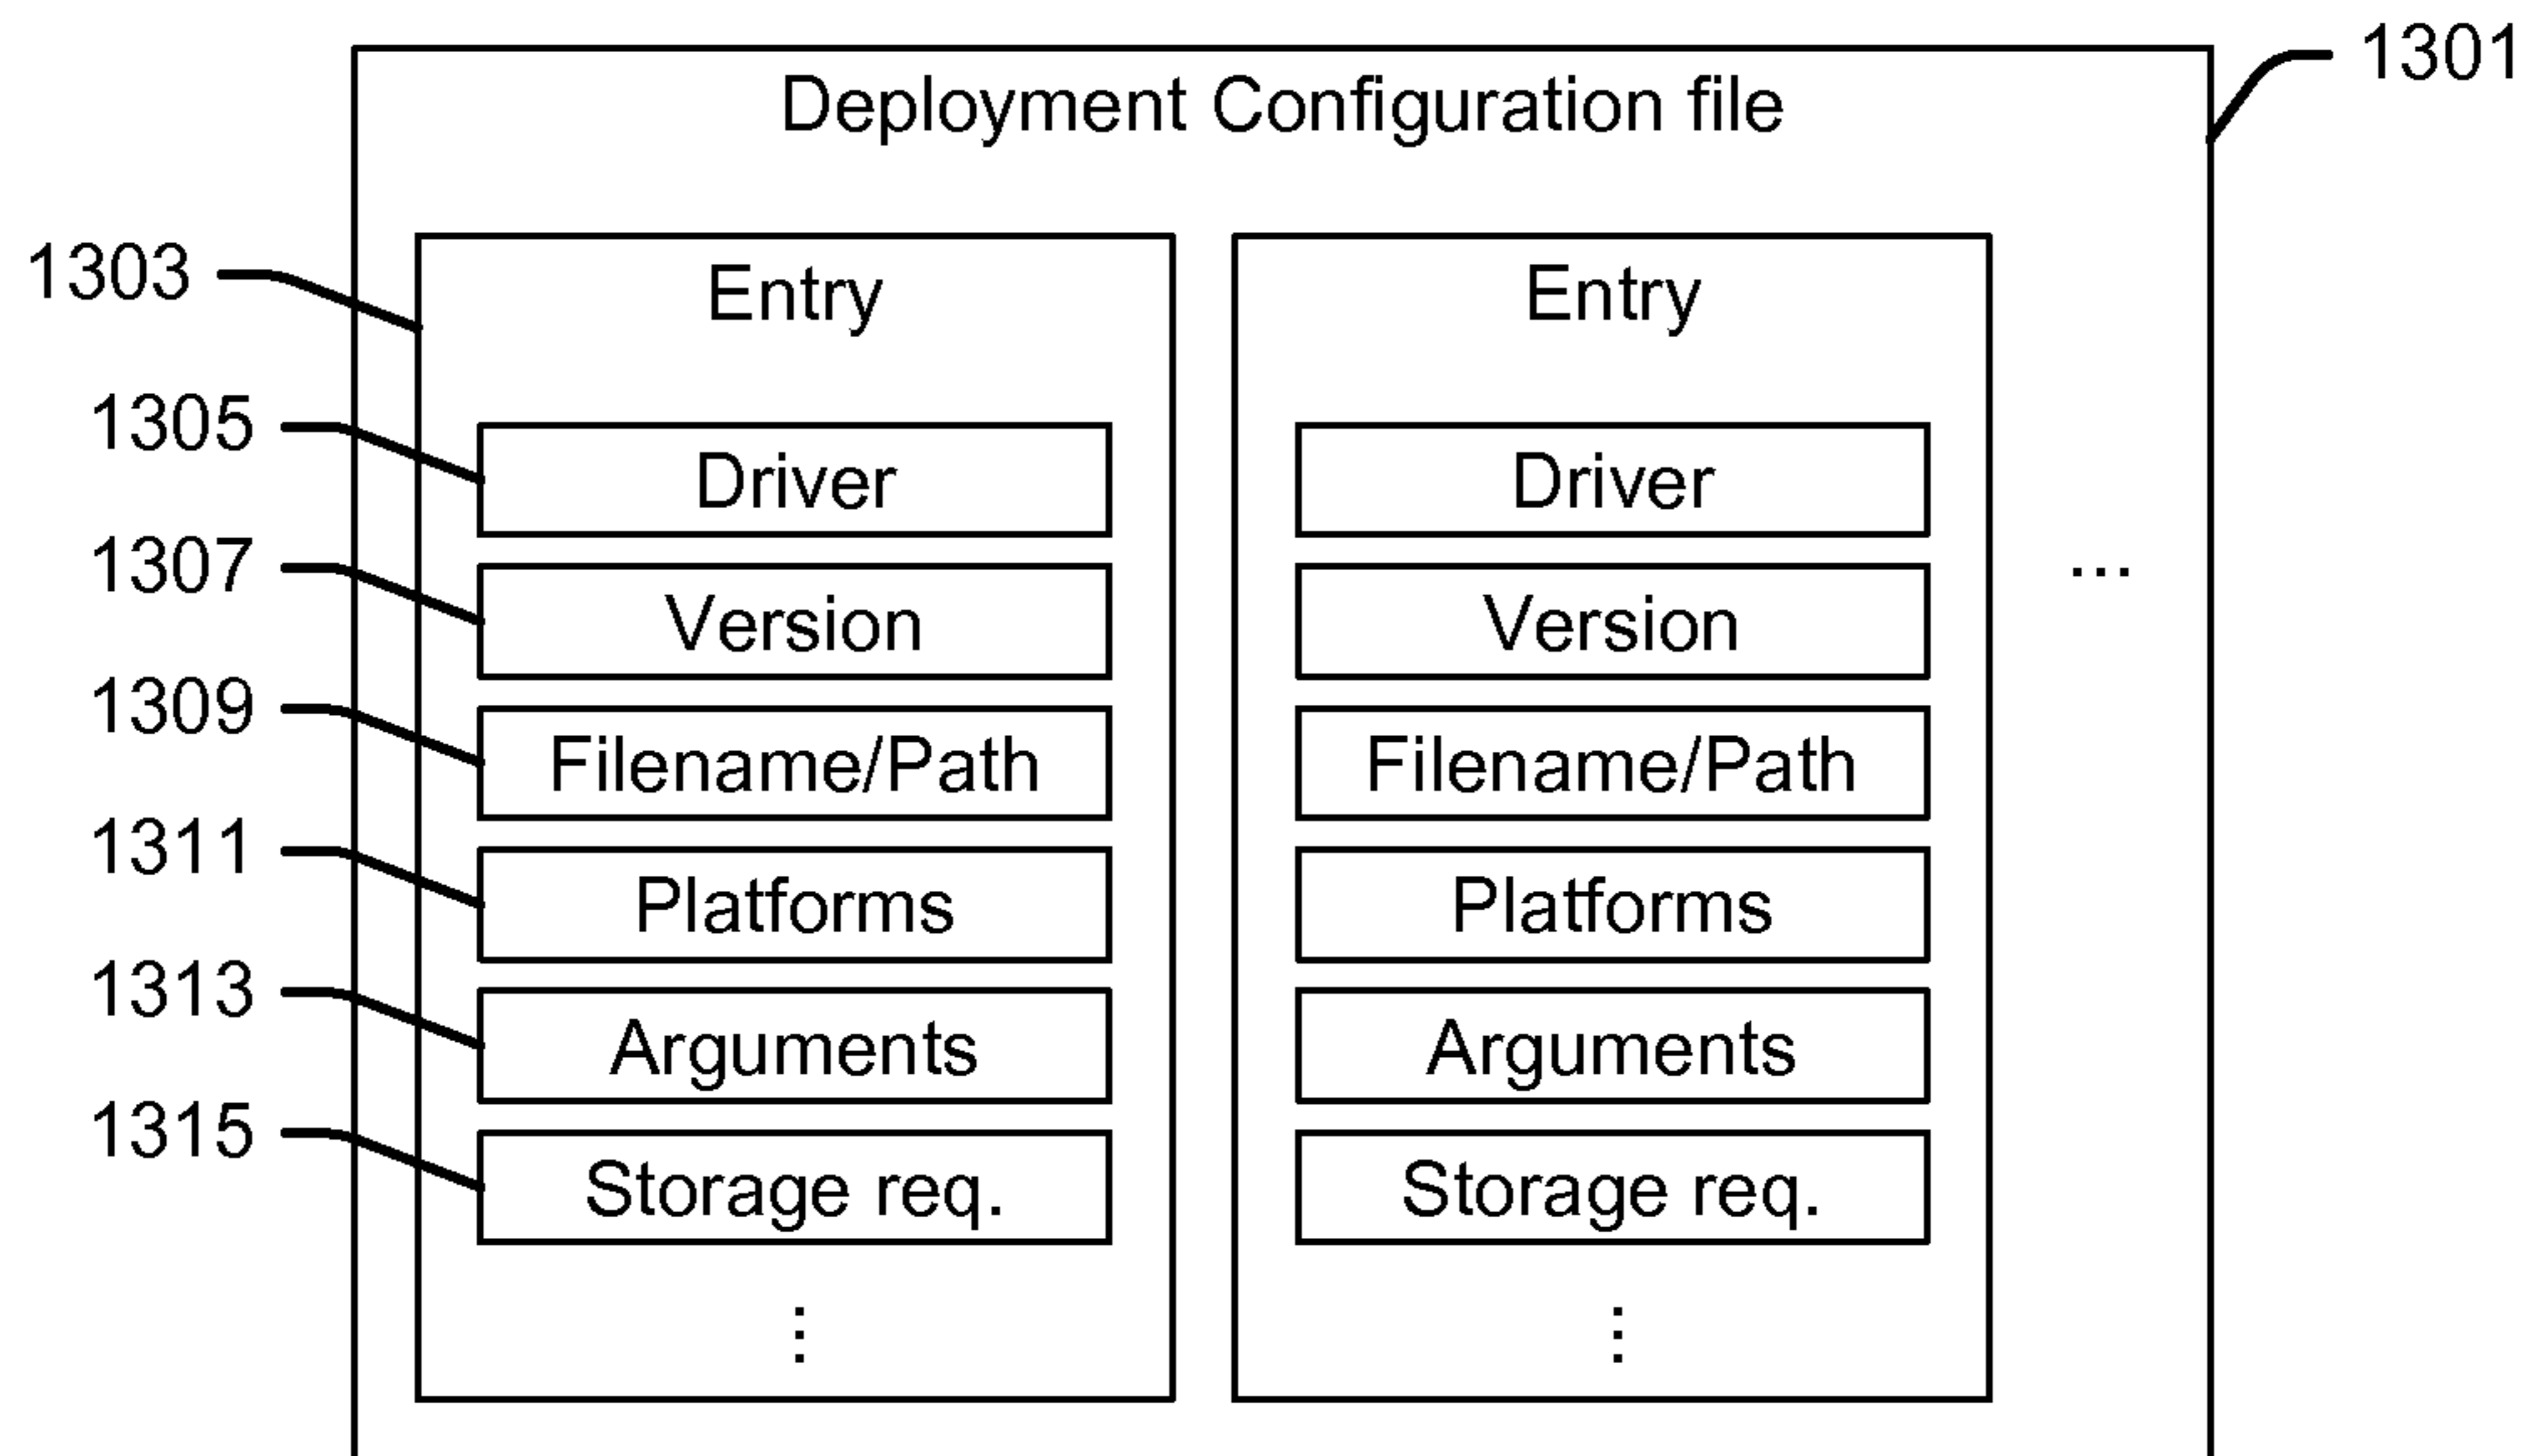 1301
Deployment Configuration file
1303
Entry
Entry
1305
Driver
Driver
1307
Version
Version
...
1309
Filename/Path
Filename/Path
1311
Platforms
Platforms
1313
Arguments
Arguments
1315
Storage req.
Storage req.
⋮
⋮